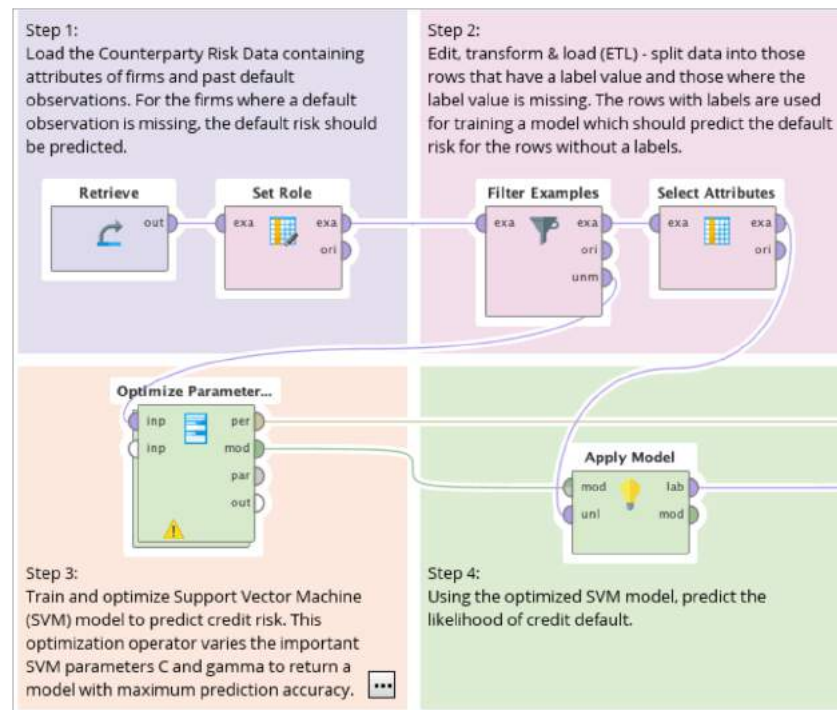 Step 1:
Load the Counterparty Risk Data containing
attributes of firms and past default
observations. For the firms where a default
observation is missing, the default risk should
be predicted.
Retrieve
out
Set Role
exa
exa
ori
Step 2:
Edit, transform & load (ETL) - split data into those
rows that have a label value and those where the
label value is missing. The rows with labels are used
for training a model which should predict the default
risk for the rows without a labels.
Filter Examples
exa
exa
ori
unm
Select Attributes
exa
exa
ori
Optimize Parameter...
inp
per
inp
mod
par
out
Step 3:
Train and optimize Support Vector Machine
(SVM) model to predict credit risk. This
optimization operator varies the important
SVM parameters C and gamma to return a
model with maximum prediction accuracy.
...
Apply Model
mod
lab
unl
mod
Step 4:
Using the optimized SVM model, predict the
likelihood of credit default.